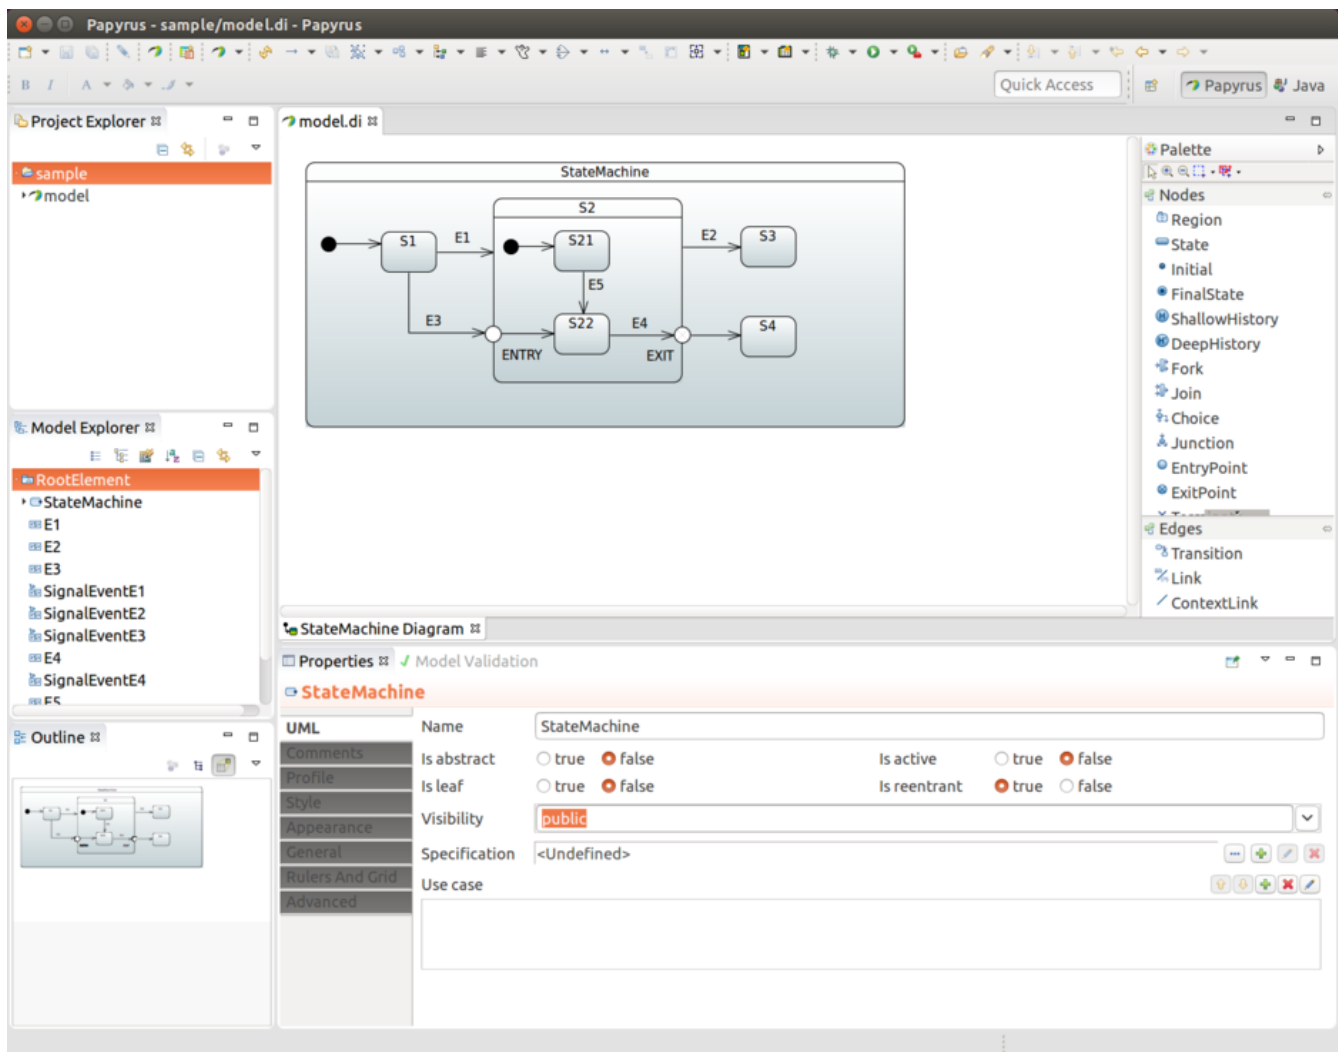 Papyrus - sample/model.di - Papyrus
B I A
Quick Access
Papyrus
Java
Project Explorer
sample
model
model.di
StateMachine
S2
S1
E1
S21
E2
S3
E5
E3
S22
E4
S4
ENTRY
EXIT
Palette
Nodes
Region
State
Initial
FinalState
ShallowHistory
DeepHistory
Fork
Join
Choice
Junction
EntryPoint
ExitPoint
Edges
Transition
Link
ContextLink
Model Explorer
RootElement
StateMachine
E1
E2
E3
SignalEventE1
SignalEventE2
SignalEventE3
E4
SignalEventE4
E5
StateMachine Diagram
Properties
Model Validation
StateMachine
UML
Comments
Profile
Style
Appearance
General
Rulers And Grid
Advanced
Name StateMachine
Is abstract true false Is active true false
Is leaf true false Is reentrant true false
Visibility public
Specification <Undefined>
Use case
Outline